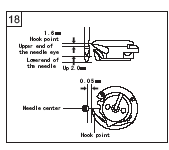 18
1.6mm
Hook point
Upper end of
the needle eye
Lower end of
the needle
Up 2.0mm
0.05mm
Needle center
Hook point